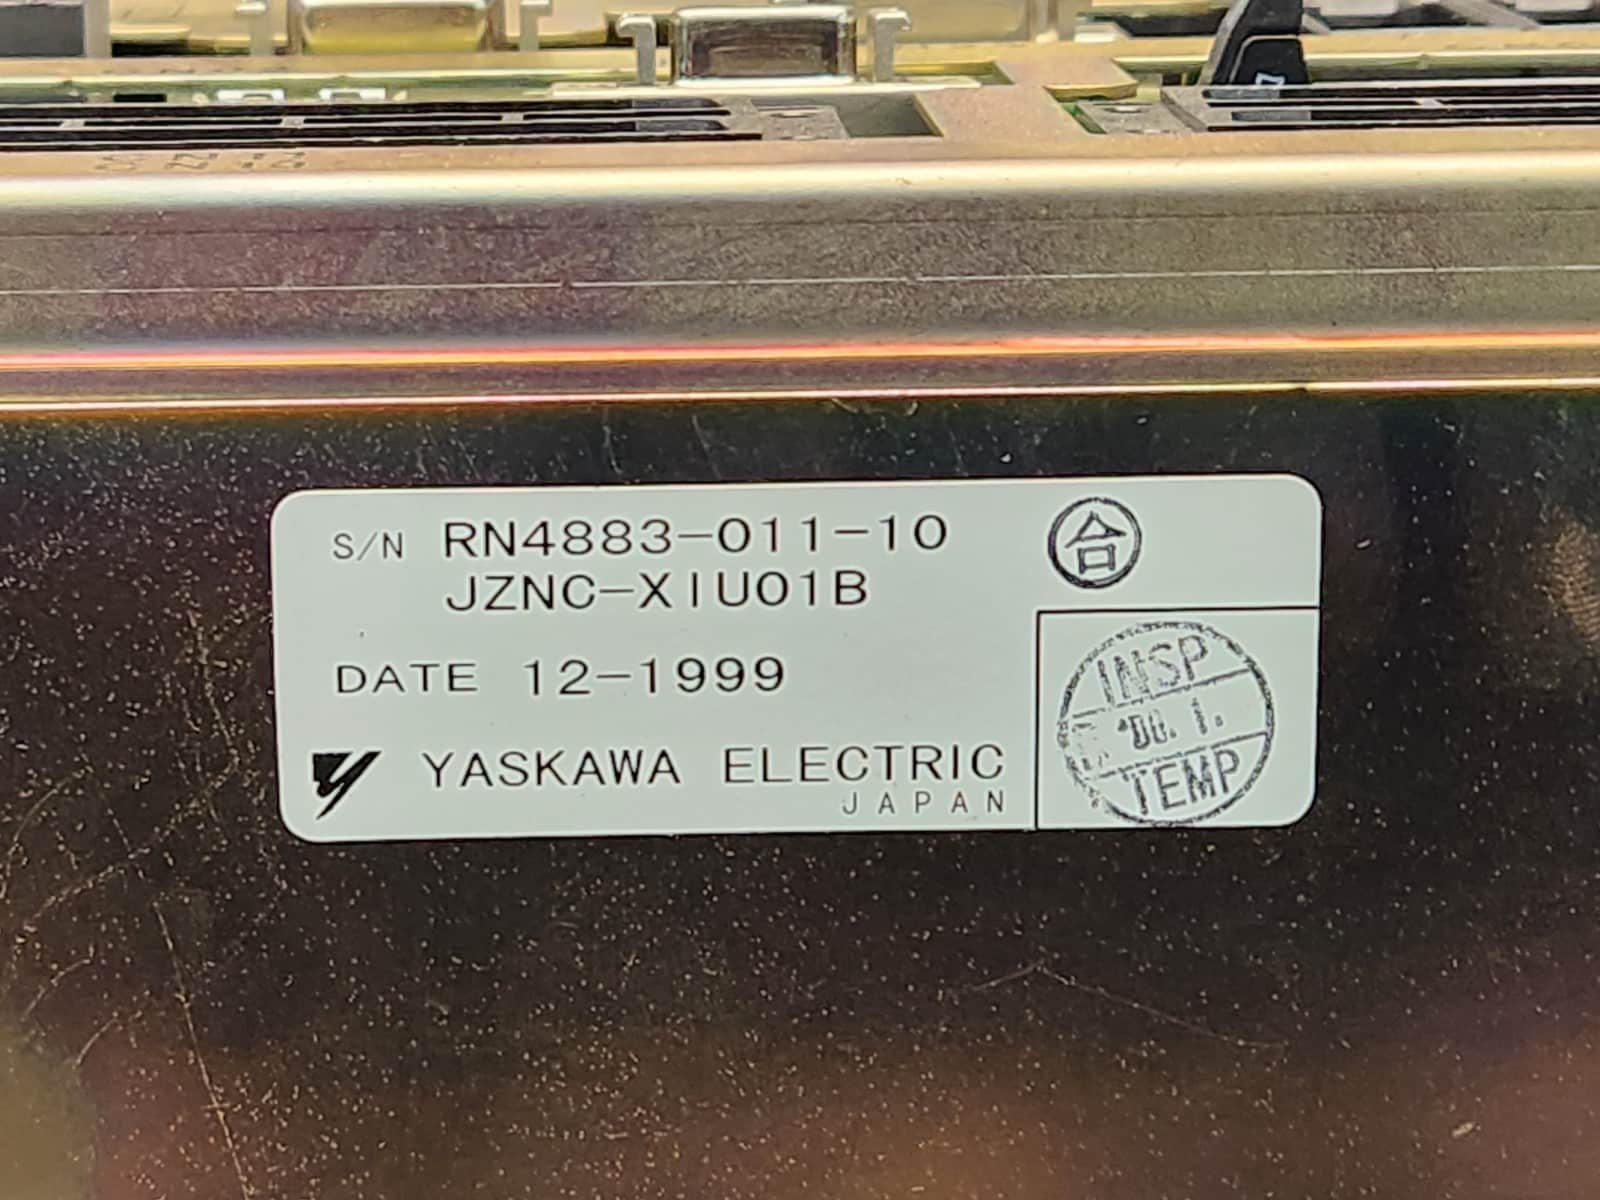 S/N RN4883-011-10
JZNC-XIU01B
合
DATE 12-1999
YASKAWA ELECTRIC
JAPAN
INSP
'00.1.
TEMP